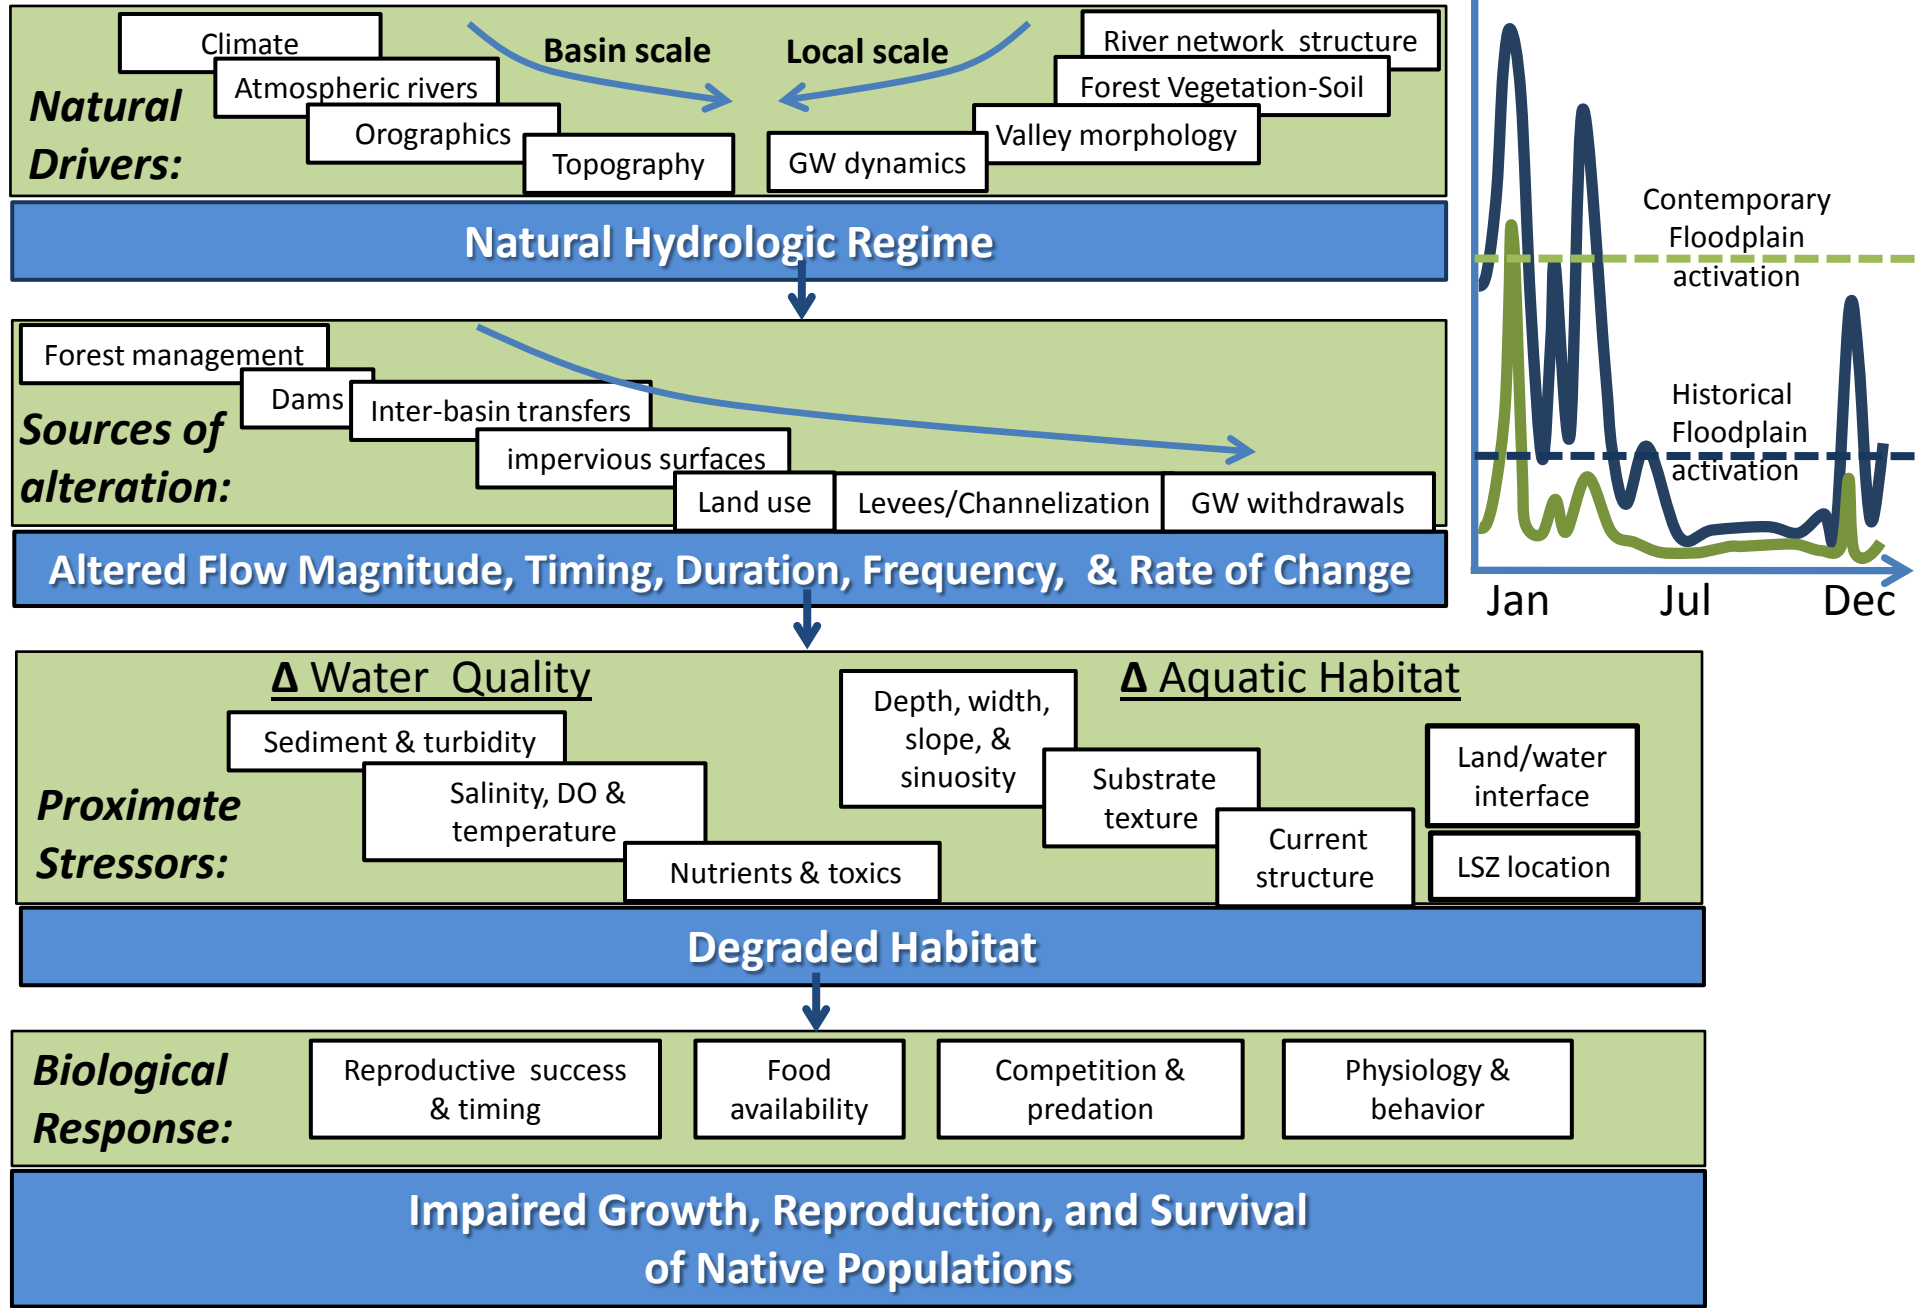 Climate
Atmospheric rivers
Orographics
Topography
Basin scale
Local scale
River network structure
Forest Vegetation-Soil
Valley morphology
GW dynamics
Natural
Drivers:
Natural Hydrologic Regime
Forest management
Dams
Inter-basin transfers
impervious surfaces
Land use
Levees/Channelization
GW withdrawals
Sources of
alteration:
Altered Flow Magnitude, Timing, Duration, Frequency, & Rate of Change
Contemporary
Floodplain
activation
Historical
Floodplain
activation
Jan
Jul
Dec
Δ Water Quality
Sediment & turbidity
Salinity, DO &
temperature
Nutrients & toxics
Δ Aquatic Habitat
Depth, width,
slope, &
sinuosity
Substrate
texture
Current
structure
Land/water
interface
LSZ location
Proximate
Stressors:
Degraded Habitat
Biological
Response:
Reproductive success
& timing
Food
availability
Competition &
predation
Physiology &
behavior
Impaired Growth, Reproduction, and Survival
of Native Populations